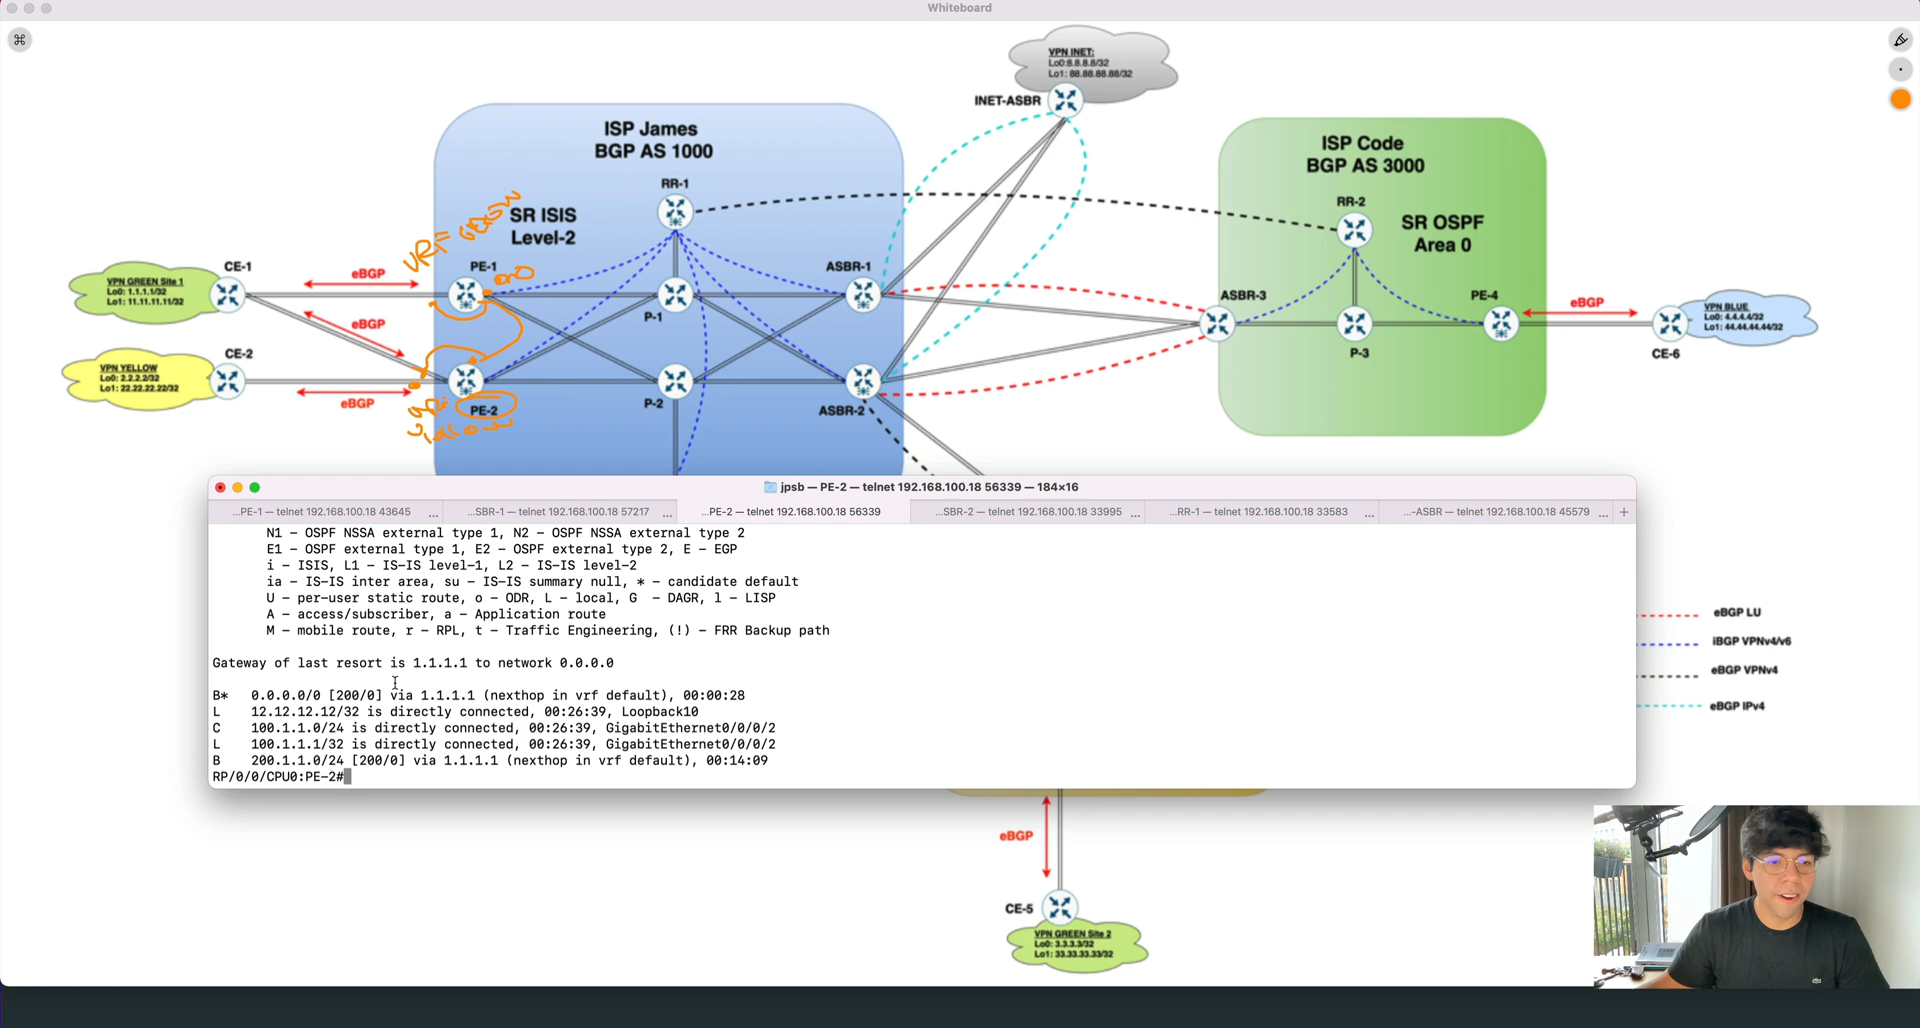 Whiteboard
⌘
VPN INET:
Lo0:8.8.8.8/32
Lo1: 88.88.88.88/32
INET-ASBR
ISP James
BGP AS 1000
RR-1
SR ISIS
Level-2
VRF
PE-1
CE-1
VPN GREEN Site 1
Lo0: 1.1.1.1/32
Lo1: 11.11.11.11/32
eBGP
eBGP
CE-2
VPN YELLOW
Lo0: 2.2.2.2/32
Lo1: 22.22.22.22/32
eBGP
PE-2
P-1
P-2
ASBR-1
ASBR-2
ISP Code
BGP AS 3000
RR-2
SR OSPF
Area 0
ASBR-3
P-3
PE-4
eBGP
CE-6
VPN BLUE
Lo0: 4.4.4.4/32
Lo1: 44.44.44.44/32
jpsb — PE-2 — telnet 192.168.100.18 56339 — 184×16
...PE-1 — telnet 192.168.100.18 43645 ...
...SBR-1 — telnet 192.168.100.18 57217 ...
...PE-2 — telnet 192.168.100.18 56339
...SBR-2 — telnet 192.168.100.18 33995 ...
...RR-1 — telnet 192.168.100.18 33583 ...
...-ASBR — telnet 192.168.100.18 45579 ...
N1 - OSPF NSSA external type 1, N2 - OSPF NSSA external type 2
E1 - OSPF external type 1, E2 - OSPF external type 2, E - EGP
i - ISIS, L1 - IS-IS level-1, L2 - IS-IS level-2
ia - IS-IS inter area, su - IS-IS summary null, * - candidate default
U - per-user static route, o - ODR, L - local, G  - DAGR, l - LISP
A - access/subscriber, a - Application route
M - mobile route, r - RPL, t - Traffic Engineering, (!) - FRR Backup path
Gateway of last resort is 1.1.1.1 to network 0.0.0.0
B*   0.0.0.0/0 [200/0] via 1.1.1.1 (nexthop in vrf default), 00:00:28
L    12.12.12.12/32 is directly connected, 00:26:39, Loopback10
C    100.1.1.0/24 is directly connected, 00:26:39, GigabitEthernet0/0/0/2
L    100.1.1.1/32 is directly connected, 00:26:39, GigabitEthernet0/0/0/2
B    200.1.1.0/24 [200/0] via 1.1.1.1 (nexthop in vrf default), 00:14:09
RP/0/0/CPU0:PE-2#
eBGP LU
iBGP VPNv4/v6
eBGP VPNv4
eBGP IPv4
eBGP
CE-5
VPN GREEN Site 2
Lo0: 3.3.3.3/32
Lo1: 33.33.33.33/32